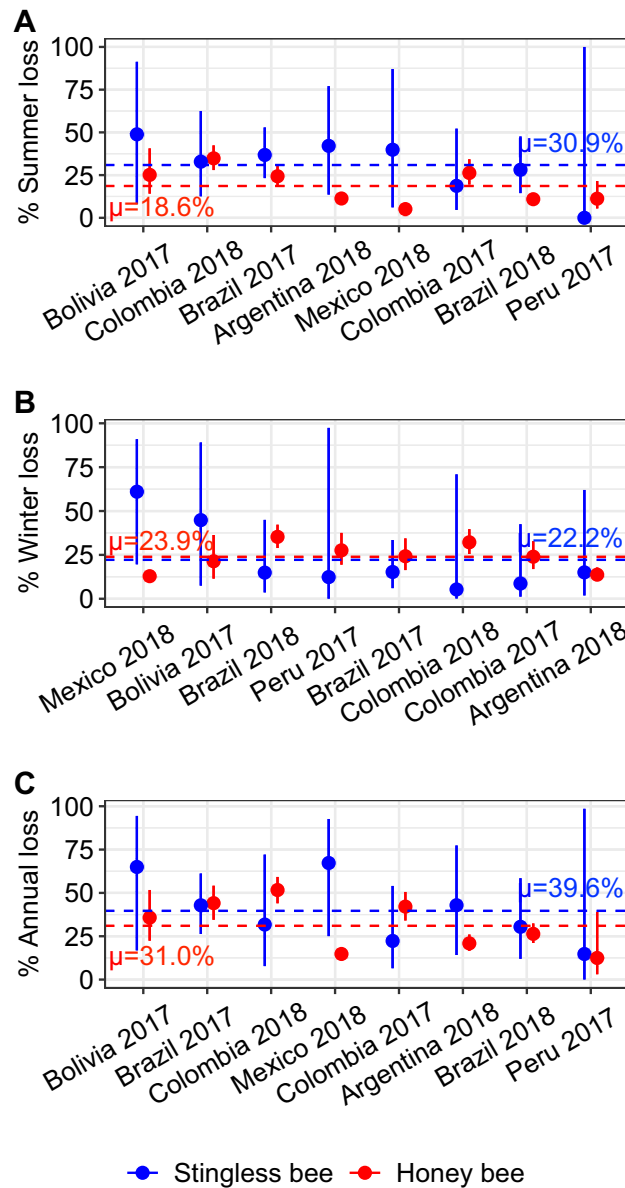 A
% Summer loss
100
75
50
25
0
μ=30.9%
μ=18.6%
Bolivia 2017
Colombia 2018
Brazil 2017
Argentina 2018
Mexico 2018
Colombia 2017
Brazil 2018
Peru 2017
B
% Winter loss
100
75
50
25
0
μ=23.9%
μ=22.2%
Mexico 2018
Bolivia 2017
Brazil 2018
Peru 2017
Brazil 2017
Colombia 2018
Colombia 2017
Argentina 2018
C
% Annual loss
100
75
50
25
0
μ=39.6%
μ=31.0%
Bolivia 2017
Brazil 2017
Colombia 2018
Mexico 2018
Colombia 2017
Argentina 2018
Brazil 2018
Peru 2017
Stingless bee
Honey bee